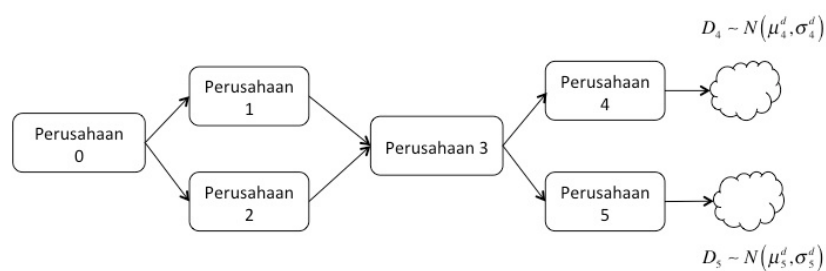 D₄ ~ N(μ₄ᵈ,σ₄ᵈ)
Perusahaan
1
Perusahaan
4
Perusahaan
0
Perusahaan 3
Perusahaan
2
Perusahaan
5
D₅ ~ N(μ₅ᵈ,σ₅ᵈ)